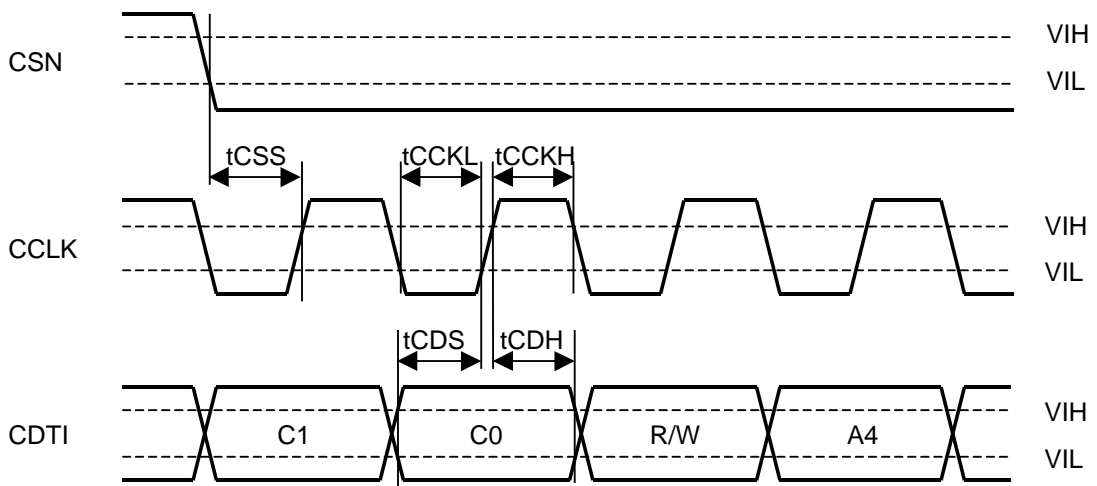 VIH
CSN
VIL
tCSS tCCKL tCCKH
VIH
CCLK
VIL
tCDS tCDH
VIH
CDTI C1 C0 R/W A4
VIL